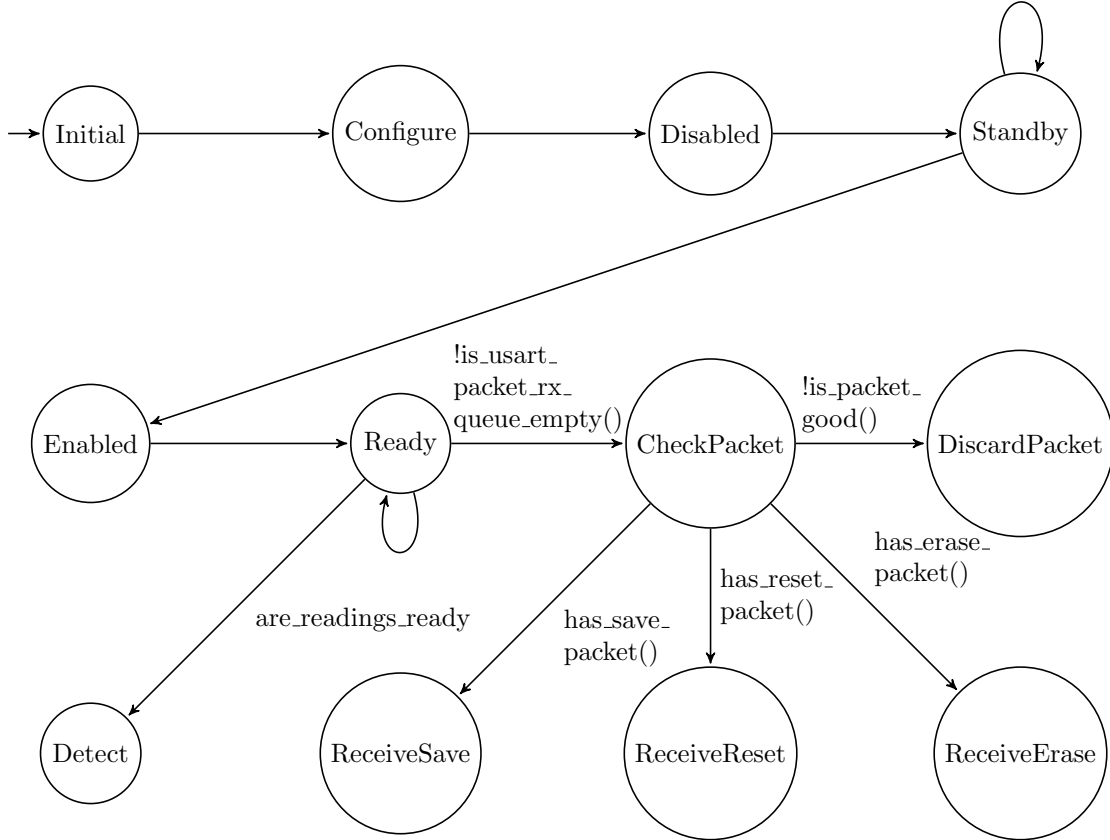 Initial
Configure
Disabled
Standby
!is_usart_
packet_rx_
queue_empty()
!is_packet_
good()
Enabled
Ready
CheckPacket
DiscardPacket
has_erase_
packet()
has_reset_
packet()
are_readings_ready
has_save_
packet()
Detect
ReceiveSave
ReceiveReset
ReceiveErase